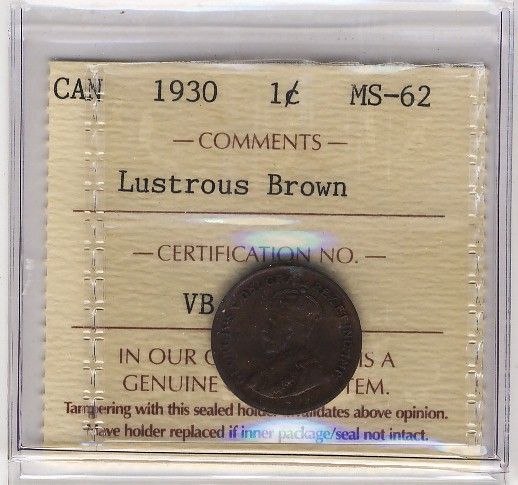 CAN 1930 1¢ MS-62
— COMMENTS —
Lustrous Brown
— CERTIFICATION NO. —
VB
IN OUR IS A
GENUINE
Tampering with this sealed above opinion.
Have holder replaced if inner package/seal not intact.